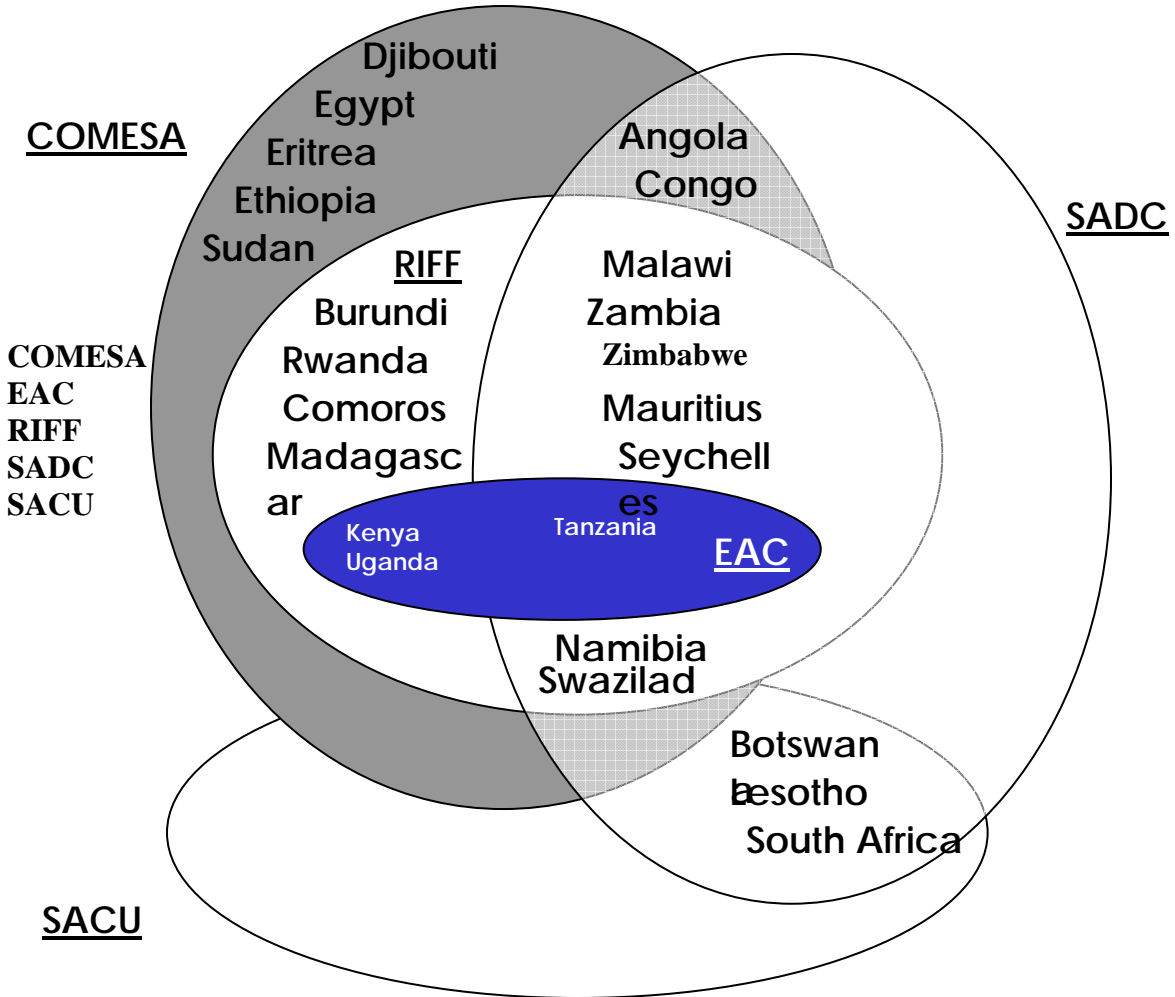 Djibouti
Egypt
Eritrea
Ethiopia
Sudan
COMESA
Angola
Congo
SADC
RIFF
Burundi
Rwanda
Comoros
Madagasc
ar
Malawi
Zambia
Zimbabwe
Mauritius
Seychell
es
COMESA
EAC
RIFF
SADC
SACU
Kenya
Uganda
Tanzania
EAC
Namibia
Swazilad
Botswan
a
Lesotho
South Africa
SACU